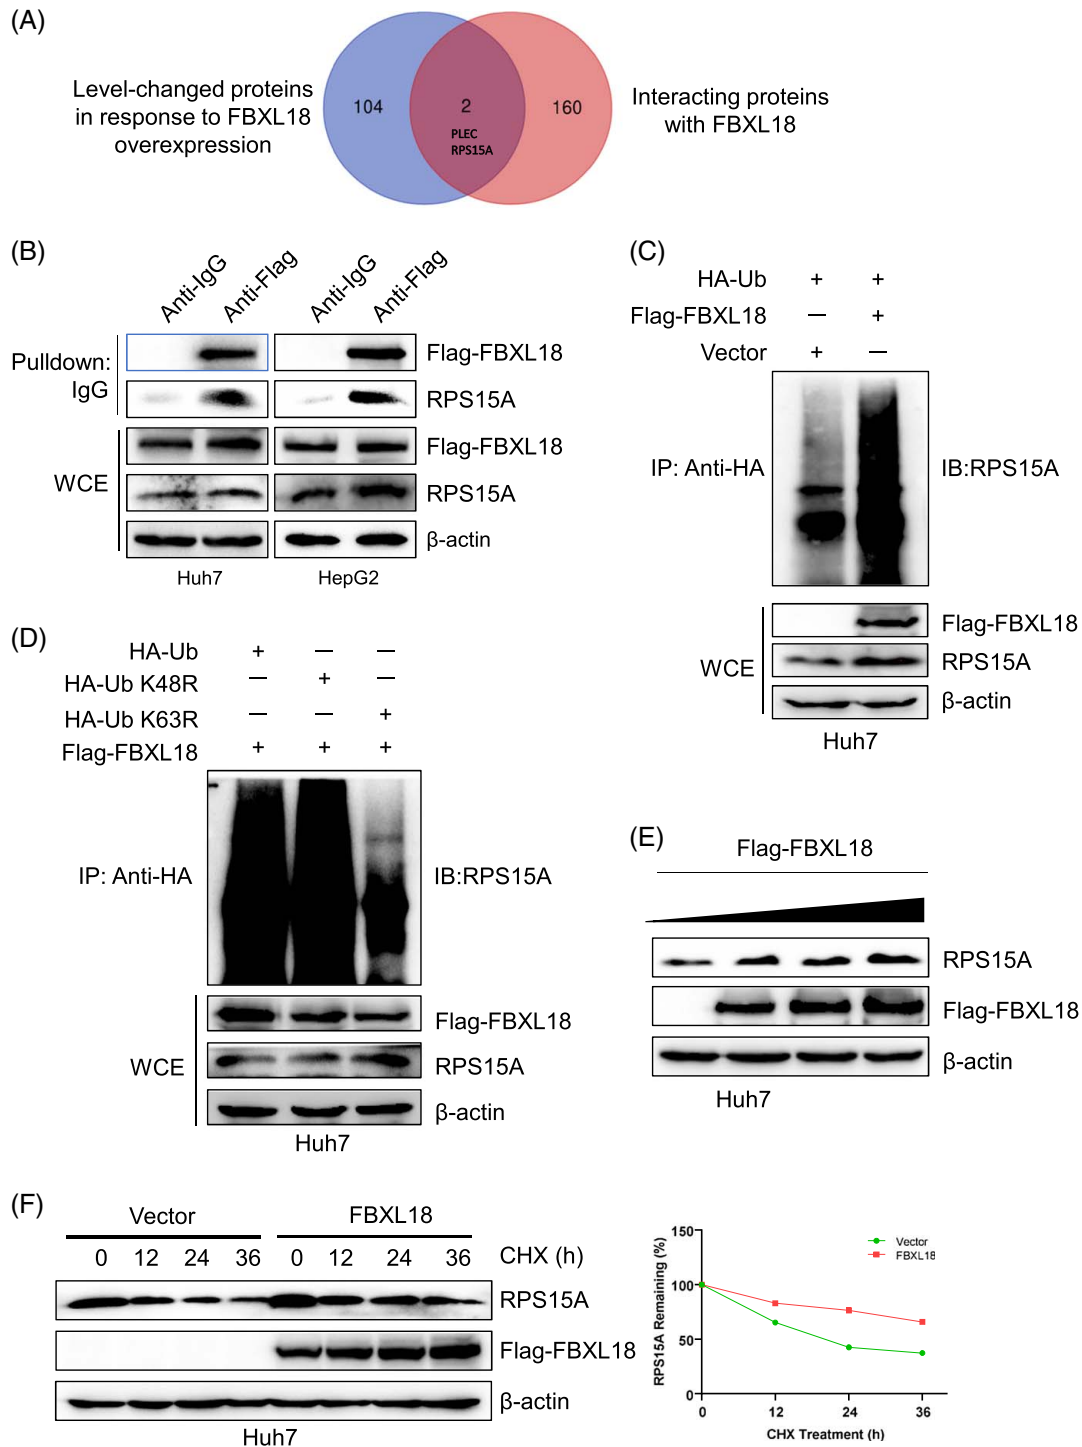 (A)
Level-changed proteins
in response to FBXL18
overexpression
104
2
PLEC
RPS15A
160
Interacting proteins
with FBXL18
(B)
Anti-IgG
Anti-Flag
Anti-IgG
Anti-Flag
Pulldown:
IgG
Flag-FBXL18
RPS15A
WCE
Flag-FBXL18
RPS15A
β-actin
Huh7
HepG2
(C)
HA-Ub + +
Flag-FBXL18 — +
Vector + —
IP: Anti-HA
IB:RPS15A
WCE
Flag-FBXL18
RPS15A
β-actin
Huh7
(D)
HA-Ub + — —
HA-Ub K48R — + —
HA-Ub K63R — — +
Flag-FBXL18 + + +
IP: Anti-HA
IB:RPS15A
WCE
Flag-FBXL18
RPS15A
β-actin
Huh7
(E)
Flag-FBXL18
RPS15A
Flag-FBXL18
β-actin
Huh7
(F)
Vector FBXL18
0 12 24 36 0 12 24 36 CHX (h)
RPS15A
Flag-FBXL18
β-actin
Huh7
RPS15A Remaining (%)
150
100
50
0
0 12 24 36
CHX Treatment (h)
Vector
FBXL18